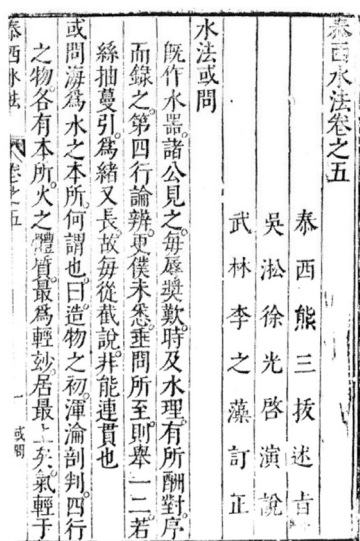 泰西水法卷之五
泰西熊三拔述旨
吳淞徐光啓演說
武林李之藻訂正
水法或問
旣作水器。諸公見之。每辱奬歎。時及水理。有所酬對。序
而錄之。第四行論辨。更僕未悉。垂問所至。則舉一二。若
絲抽蔓引。爲緒又長。故每從截說。非能連貫也
或問海爲水之本所。何謂也。曰。造物之初。渾淪剖判。四行
之物。各有本所。火之體質。最爲輕妙。居最上。氣輕于
泰西水法
卷之五
一
或問